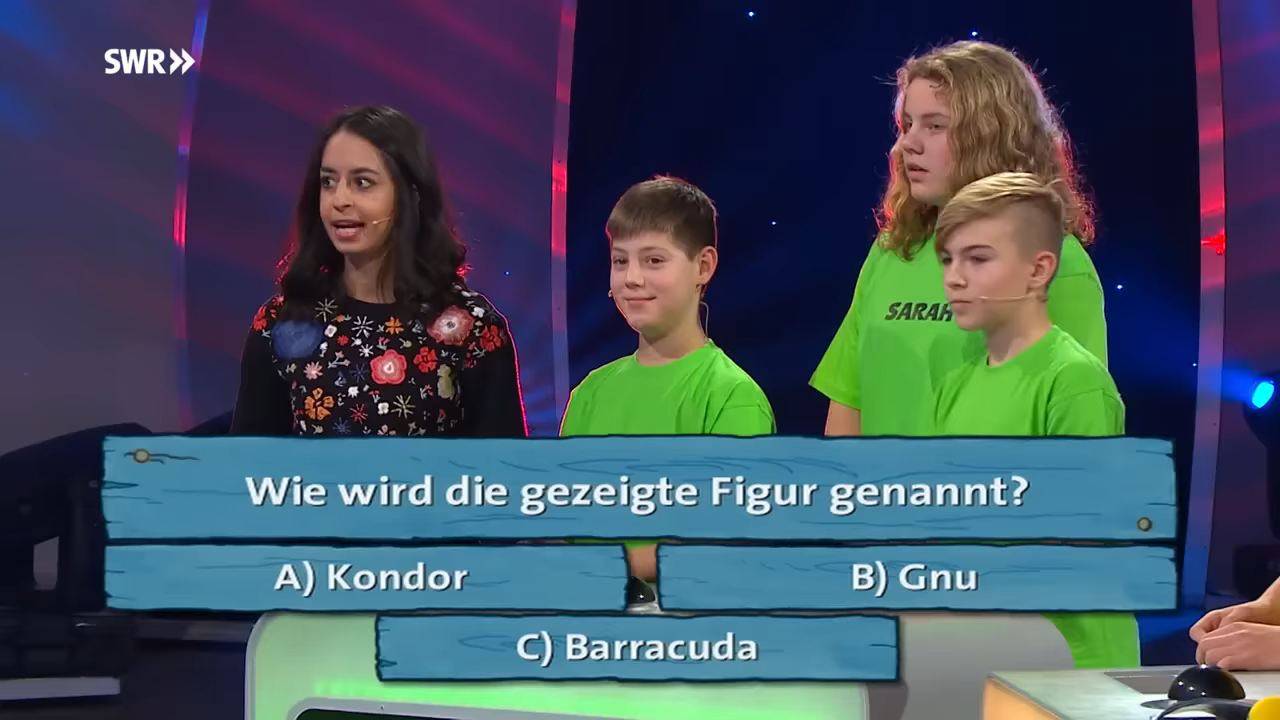 SWR
SARAH
Wie wird die gezeigte Figur genannt?
A) Kondor
B) Gnu
C) Barracuda